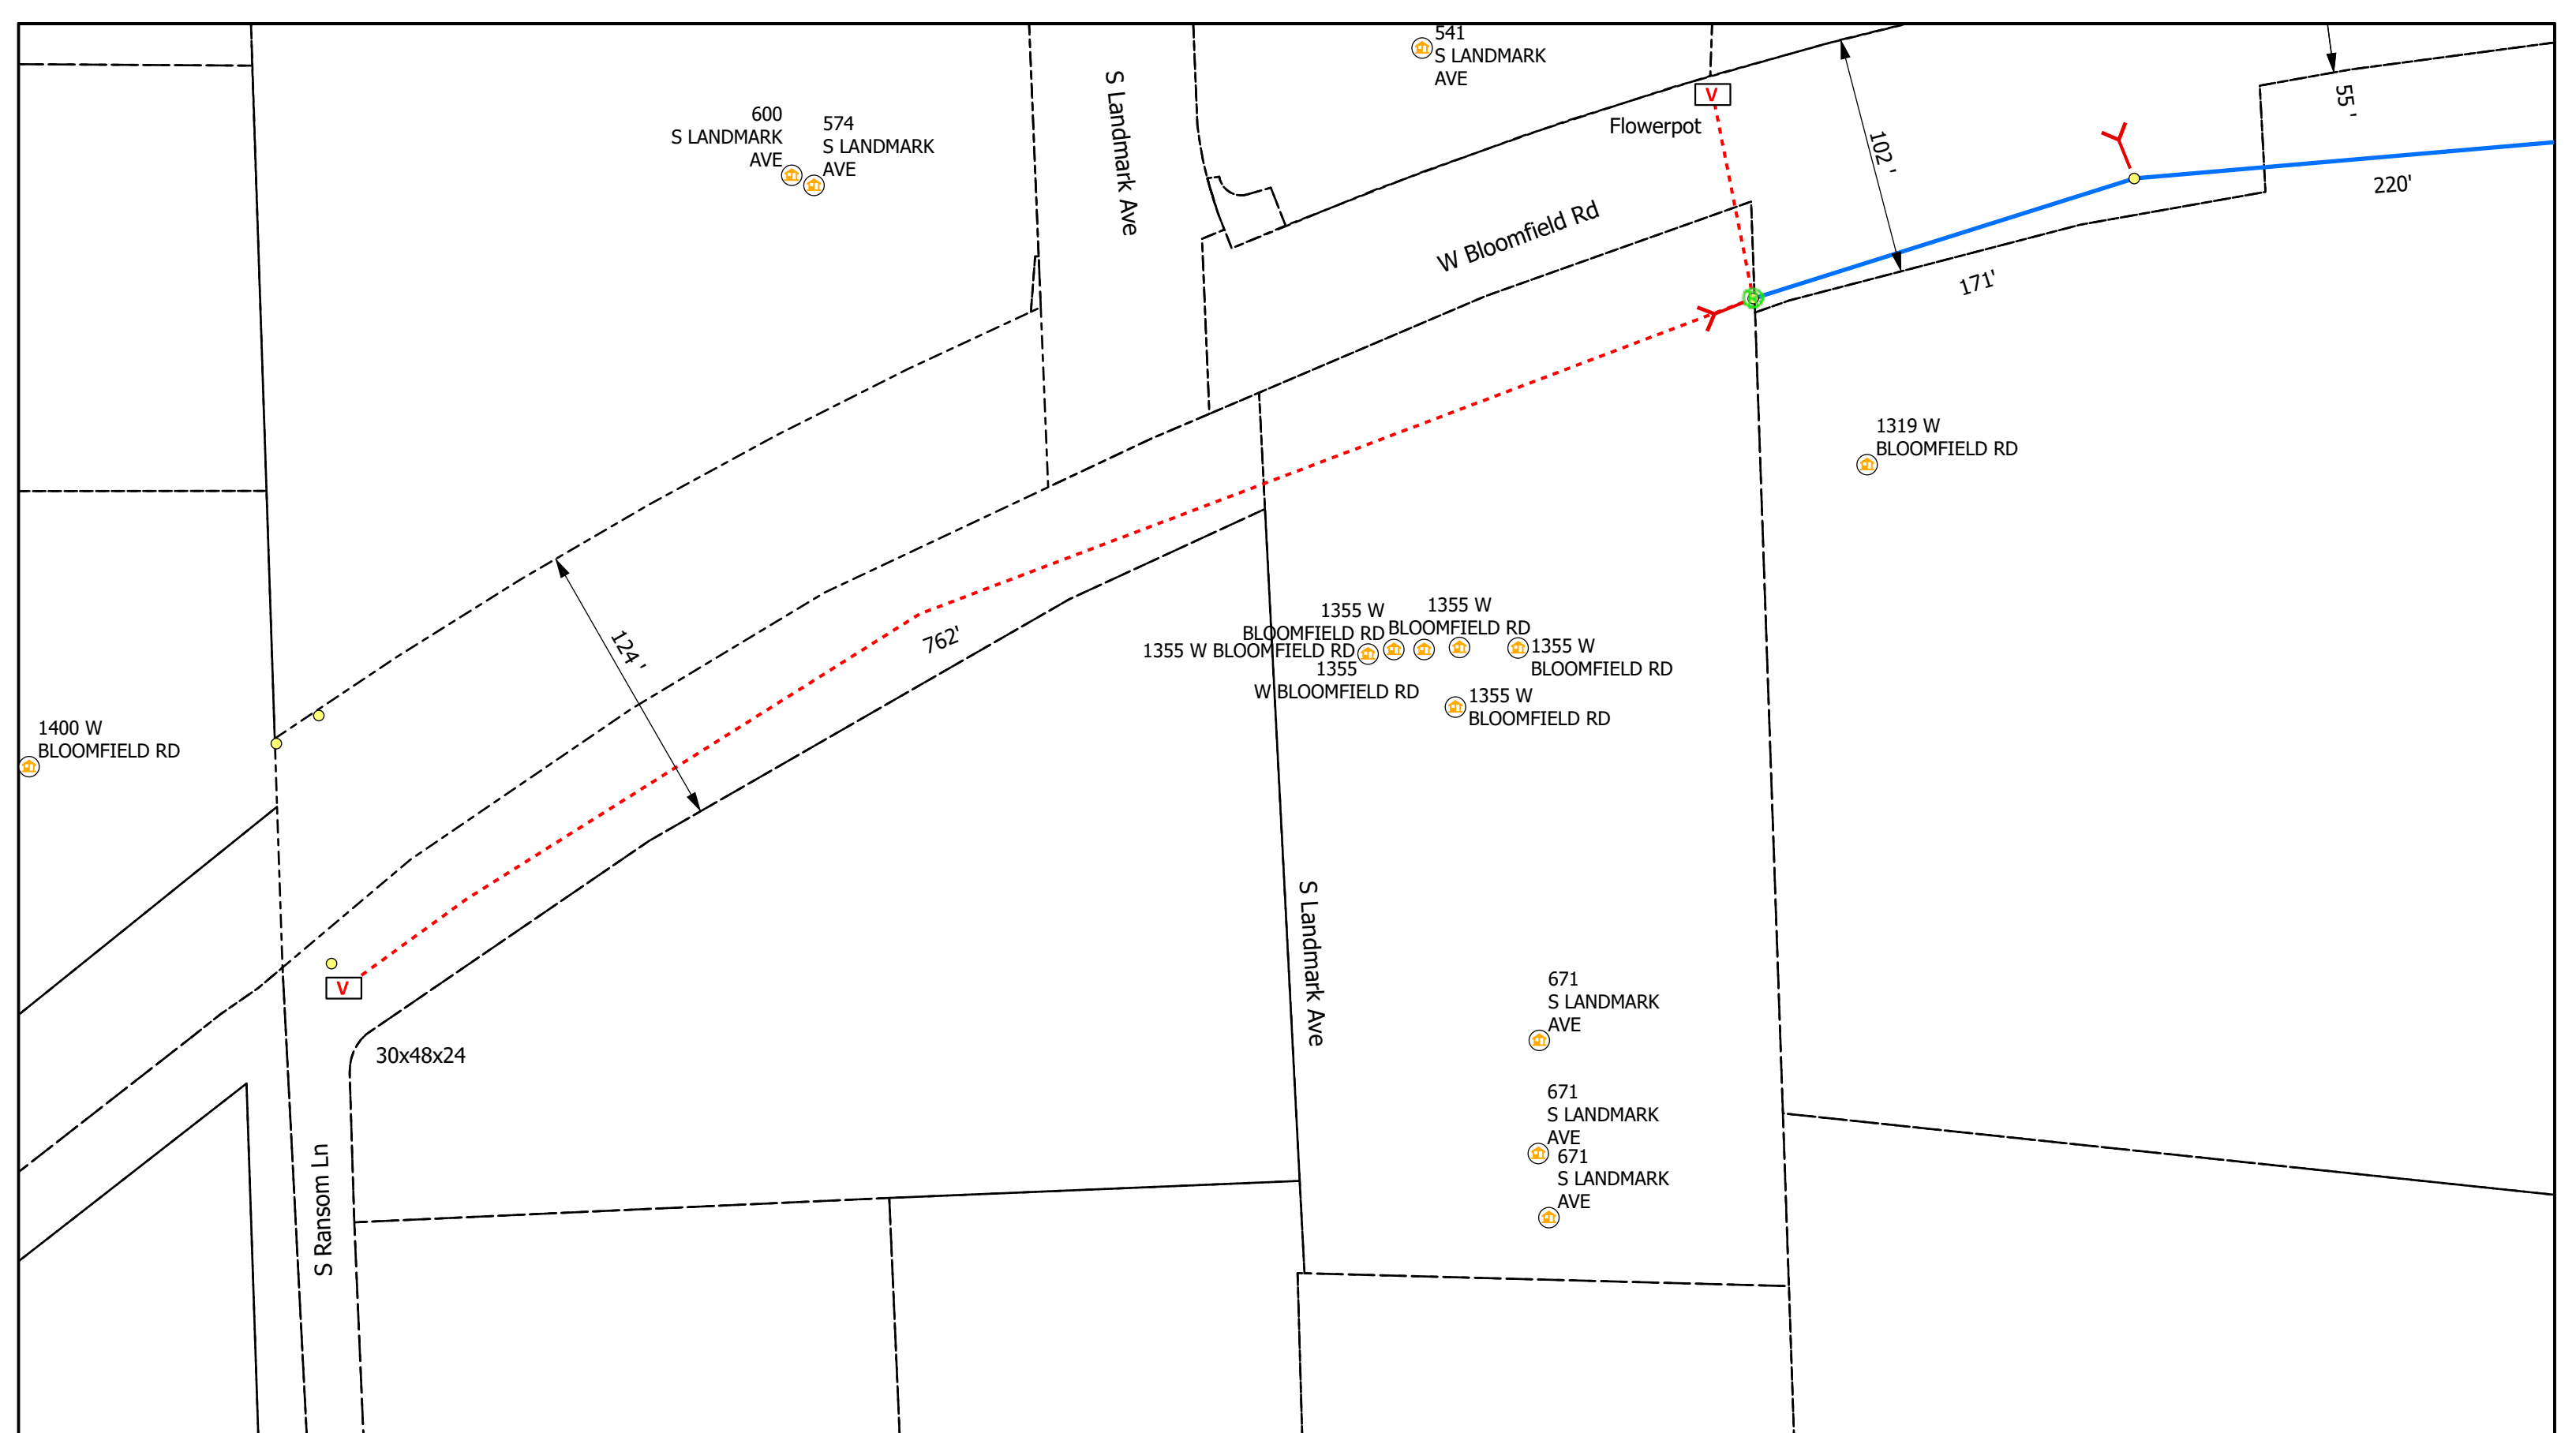 541
S LANDMARK
AVE
600
S LANDMARK
AVE
574
S LANDMARK
AVE
S Landmark Ave
V
Flowerpot
102 '
55 '
220'
W Bloomfield Rd
171'
1319 W
BLOOMFIELD RD
124 '
762'
1355 W
BLOOMFIELD RD
1355 W
BLOOMFIELD RD
1355 W BLOOMFIELD RD
1355
W BLOOMFIELD RD
1355 W
BLOOMFIELD RD
1355 W
BLOOMFIELD RD
1400 W
BLOOMFIELD RD
V
30x48x24
S Landmark Ave
671
S LANDMARK
AVE
671
S LANDMARK
AVE
671
S LANDMARK
AVE
S Ransom Ln